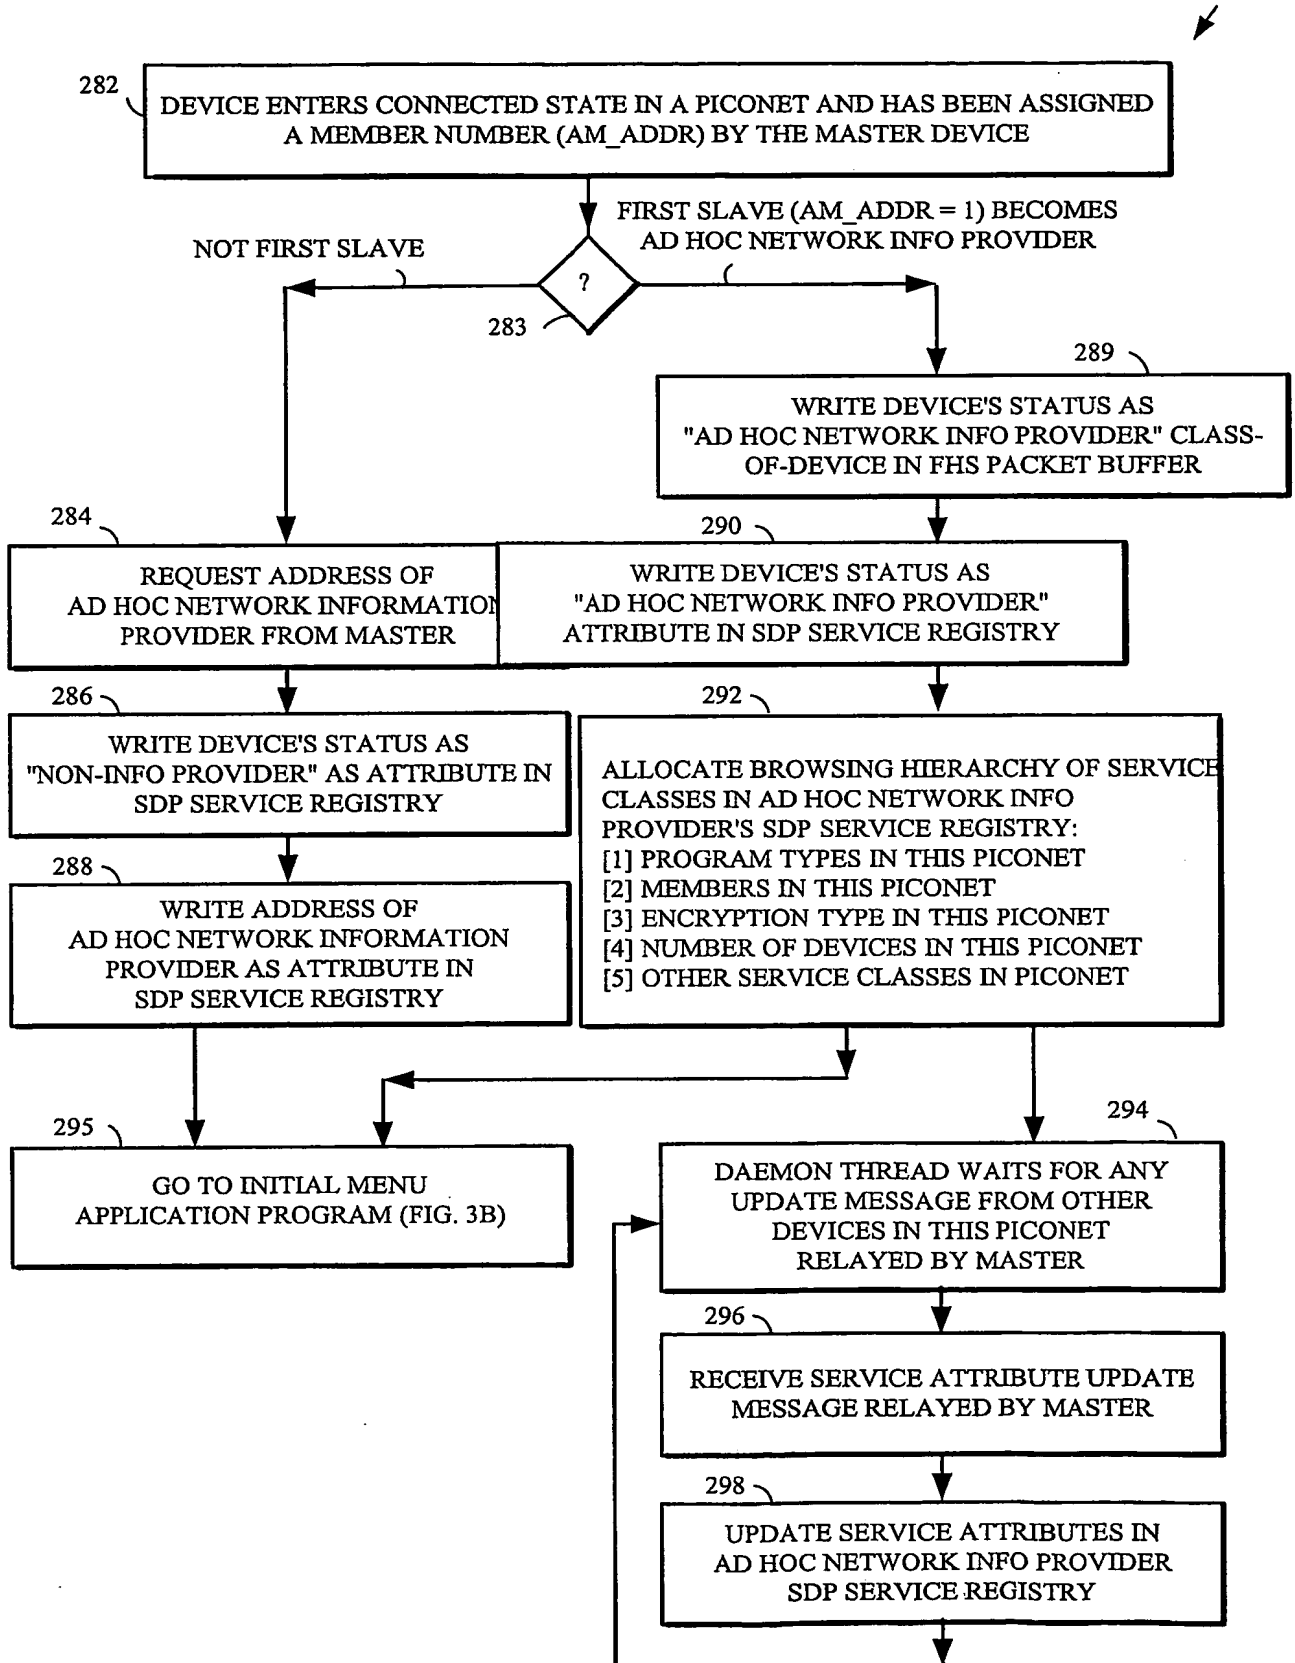 282
DEVICE ENTERS CONNECTED STATE IN A PICONET AND HAS BEEN ASSIGNED
A MEMBER NUMBER (AM_ADDR) BY THE MASTER DEVICE
FIRST SLAVE (AM_ADDR = 1) BECOMES
AD HOC NETWORK INFO PROVIDER
NOT FIRST SLAVE
?
283
289
WRITE DEVICE'S STATUS AS
"AD HOC NETWORK INFO PROVIDER" CLASS-
OF-DEVICE IN FHS PACKET BUFFER
284
REQUEST ADDRESS OF
AD HOC NETWORK INFORMATION
PROVIDER FROM MASTER
290
WRITE DEVICE'S STATUS AS
"AD HOC NETWORK INFO PROVIDER"
ATTRIBUTE IN SDP SERVICE REGISTRY
286
WRITE DEVICE'S STATUS AS
"NON-INFO PROVIDER" AS ATTRIBUTE IN
SDP SERVICE REGISTRY
292
ALLOCATE BROWSING HIERARCHY OF SERVICE
CLASSES IN AD HOC NETWORK INFO
PROVIDER'S SDP SERVICE REGISTRY:
[1] PROGRAM TYPES IN THIS PICONET
[2] MEMBERS IN THIS PICONET
[3] ENCRYPTION TYPE IN THIS PICONET
[4] NUMBER OF DEVICES IN THIS PICONET
[5] OTHER SERVICE CLASSES IN PICONET
288
WRITE ADDRESS OF
AD HOC NETWORK INFORMATION
PROVIDER AS ATTRIBUTE IN
SDP SERVICE REGISTRY
295
GO TO INITIAL MENU
APPLICATION PROGRAM (FIG. 3B)
294
DAEMON THREAD WAITS FOR ANY
UPDATE MESSAGE FROM OTHER
DEVICES IN THIS PICONET
RELAYED BY MASTER
296
RECEIVE SERVICE ATTRIBUTE UPDATE
MESSAGE RELAYED BY MASTER
298
UPDATE SERVICE ATTRIBUTES IN
AD HOC NETWORK INFO PROVIDER
SDP SERVICE REGISTRY